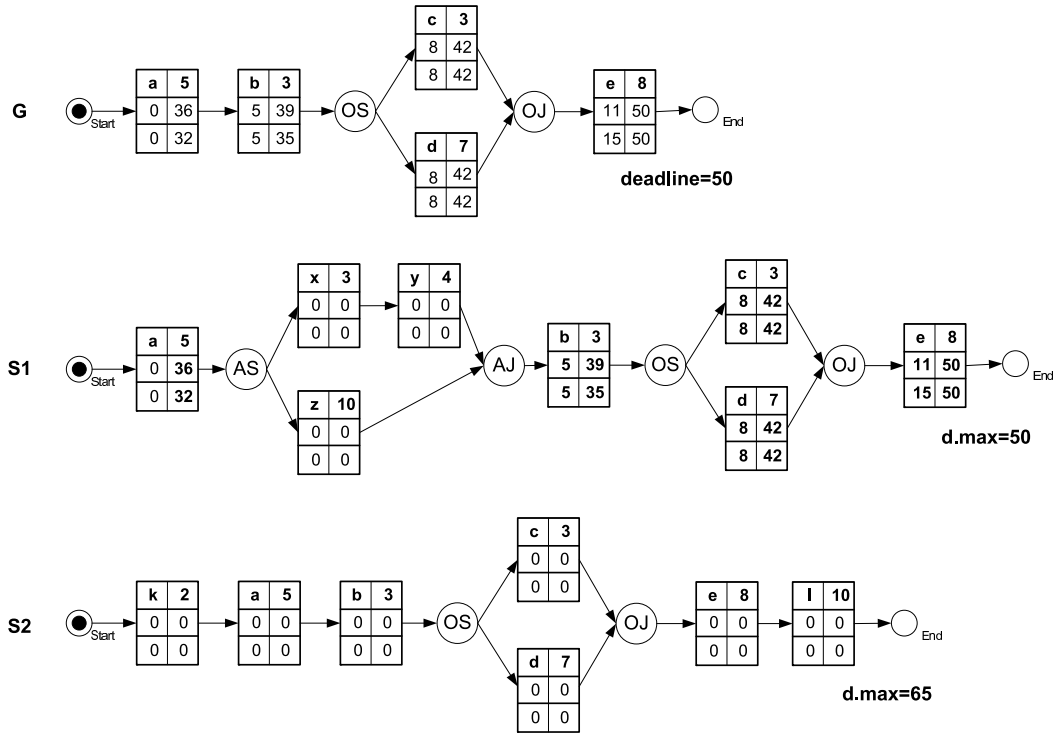 G
Start
a 5
0 36
0 32
b 3
5 39
5 35
OS
c 3
8 42
8 42
d 7
8 42
8 42
OJ
e 8
11 50
15 50
End
deadline=50
S1
Start
a 5
0 36
0 32
AS
x 3
0 0
0 0
y 4
0 0
0 0
z 10
0 0
0 0
AJ
b 3
5 39
5 35
OS
c 3
8 42
8 42
d 7
8 42
8 42
OJ
e 8
11 50
15 50
End
d.max=50
S2
Start
k 2
0 0
0 0
a 5
0 0
0 0
b 3
0 0
0 0
OS
c 3
0 0
0 0
d 7
0 0
0 0
OJ
e 8
0 0
0 0
l 10
0 0
0 0
End
d.max=65